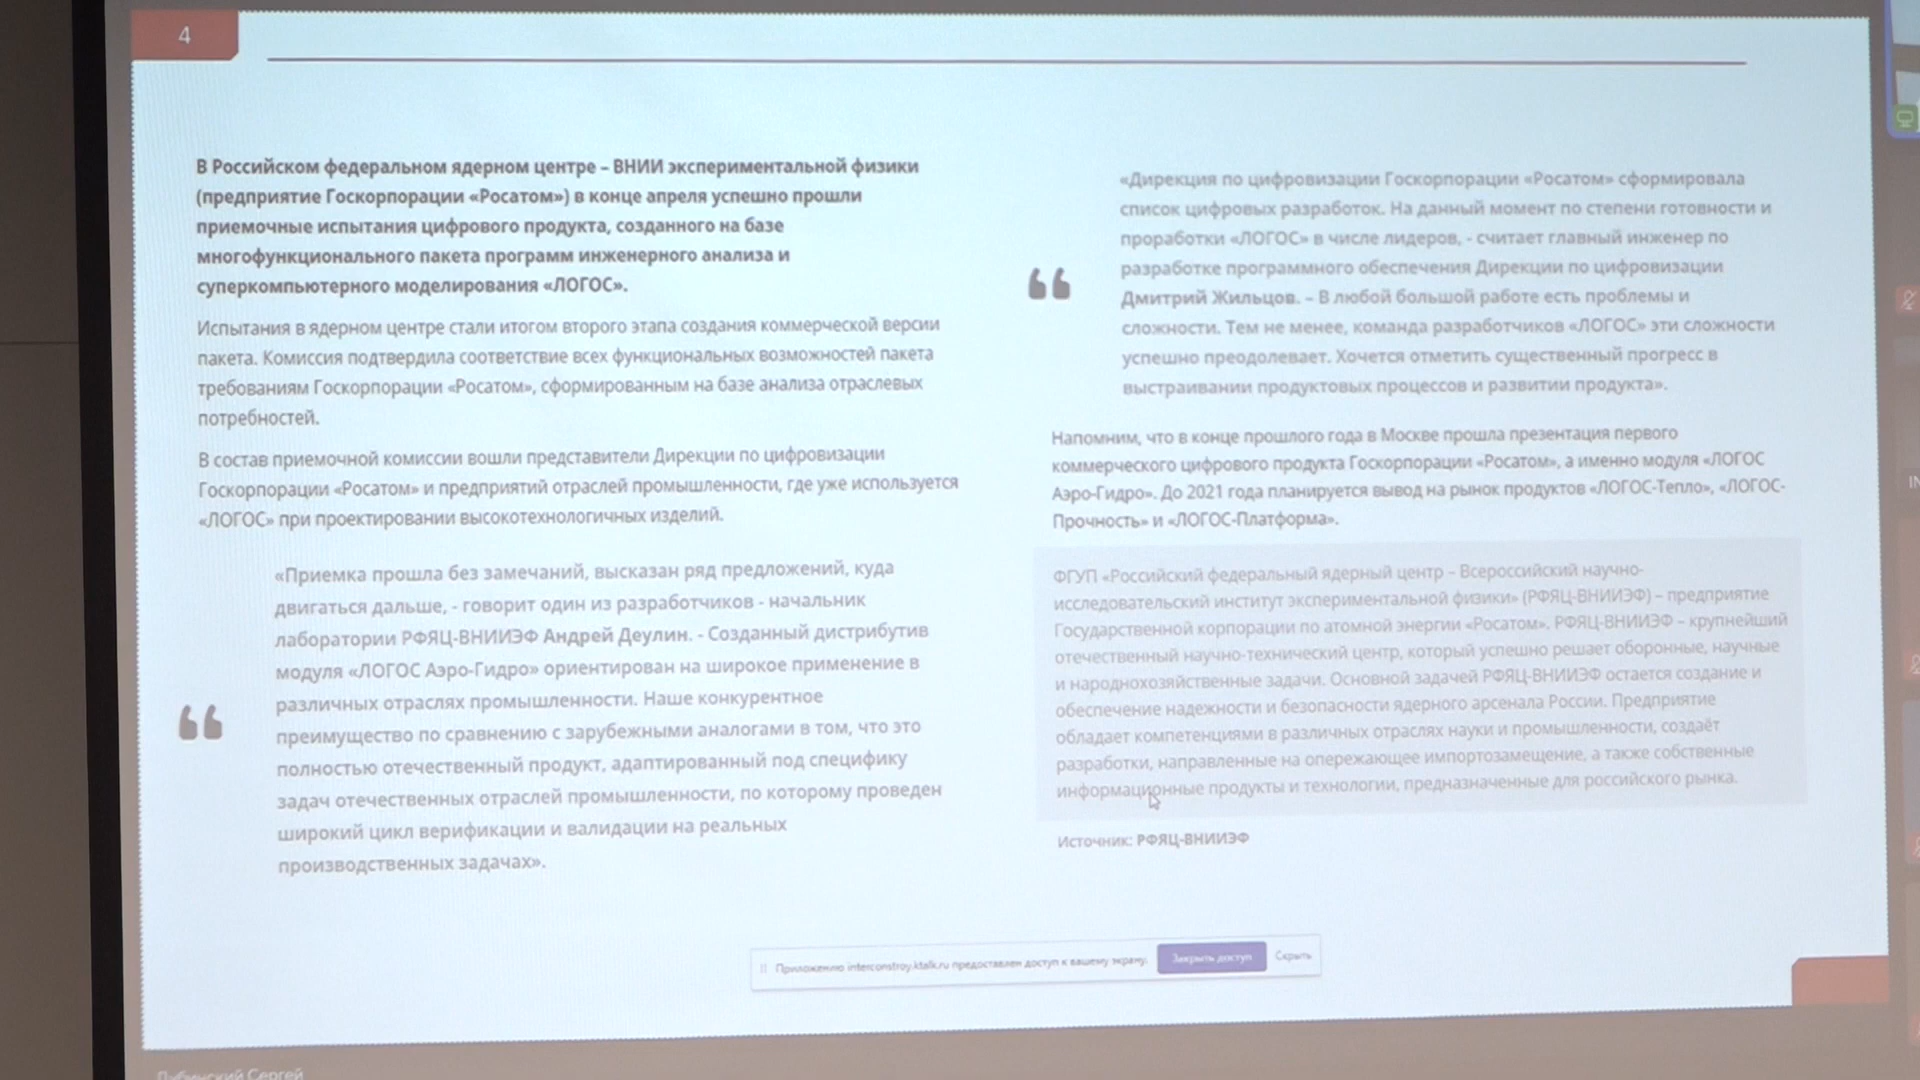 4
В Российском федеральном ядерном центре – ВНИИ экспериментальной физики
(предприятие Госкорпорации «Росатом») в конце апреля успешно прошли
приемочные испытания цифрового продукта, созданного на базе
многофункционального пакета программ инженерного анализа и
суперкомпьютерного моделирования «ЛОГОС».
Испытания в ядерном центре стали итогом второго этапа создания коммерческой версии
пакета. Комиссия подтвердила соответствие всех функциональных возможностей пакета
требованиям Госкорпорации «Росатом», сформированным на базе анализа отраслевых
потребностей.
В состав приемочной комиссии вошли представители Дирекции по цифровизации
Госкорпорации «Росатом» и предприятий отраслей промышленности, где уже используется
«ЛОГОС» при проектировании высокотехнологичных изделий.
«Приемка прошла без замечаний, высказан ряд предложений, куда
двигаться дальше, - говорит один из разработчиков - начальник
лаборатории РФЯЦ-ВНИИЭФ Андрей Деулин. - Созданный дистрибутив
модуля «ЛОГОС Аэро-Гидро» ориентирован на широкое применение в
различных отраслях промышленности. Наше конкурентное
преимущество по сравнению с зарубежными аналогами в том, что это
полностью отечественный продукт, адаптированный под специфику
задач отечественных отраслей промышленности, по которому проведен
широкий цикл верификации и валидации на реальных
производственных задачах».
«Дирекция по цифровизации Госкорпорации «Росатом» сформировала
список цифровых разработок. На данный момент по степени готовности и
проработки «ЛОГОС» в числе лидеров, - считает главный инженер по
разработке программного обеспечения Дирекции по цифровизации
Дмитрий Жильцов. – В любой большой работе есть проблемы и
сложности. Тем не менее, команда разработчиков «ЛОГОС» эти сложности
успешно преодолевает. Хочется отметить существенный прогресс в
выстраивании продуктовых процессов и развитии продукта».
Напомним, что в конце прошлого года в Москве прошла презентация первого
коммерческого цифрового продукта Госкорпорации «Росатом», а именно модуля «ЛОГОС
Аэро-Гидро». До 2021 года планируется вывод на рынок продуктов «ЛОГОС-Тепло», «ЛОГОС-
Прочность» и «ЛОГОС-Платформа».
ФГУП «Российский федеральный ядерный центр – Всероссийский научно-
исследовательский институт экспериментальной физики» (РФЯЦ-ВНИИЭФ) – предприятие
Государственной корпорации по атомной энергии «Росатом». РФЯЦ-ВНИИЭФ – крупнейший
отечественный научно-технический центр, который успешно решает оборонные, научные
и народнохозяйственные задачи. Основной задачей РФЯЦ-ВНИИЭФ остается создание и
обеспечение надежности и безопасности ядерного арсенала России. Предприятие
обладает компетенциями в различных отраслях науки и промышленности, создаёт
разработки, направленные на опережающее импортозамещение, а также собственные
информационные продукты и технологии, предназначенные для российского рынка.
Источник: РФЯЦ-ВНИИЭФ
Приложению interconstroy.ktalk.ru предоставлен доступ к вашему экрану.
Закрыть доступ
Скрыть
Сергей